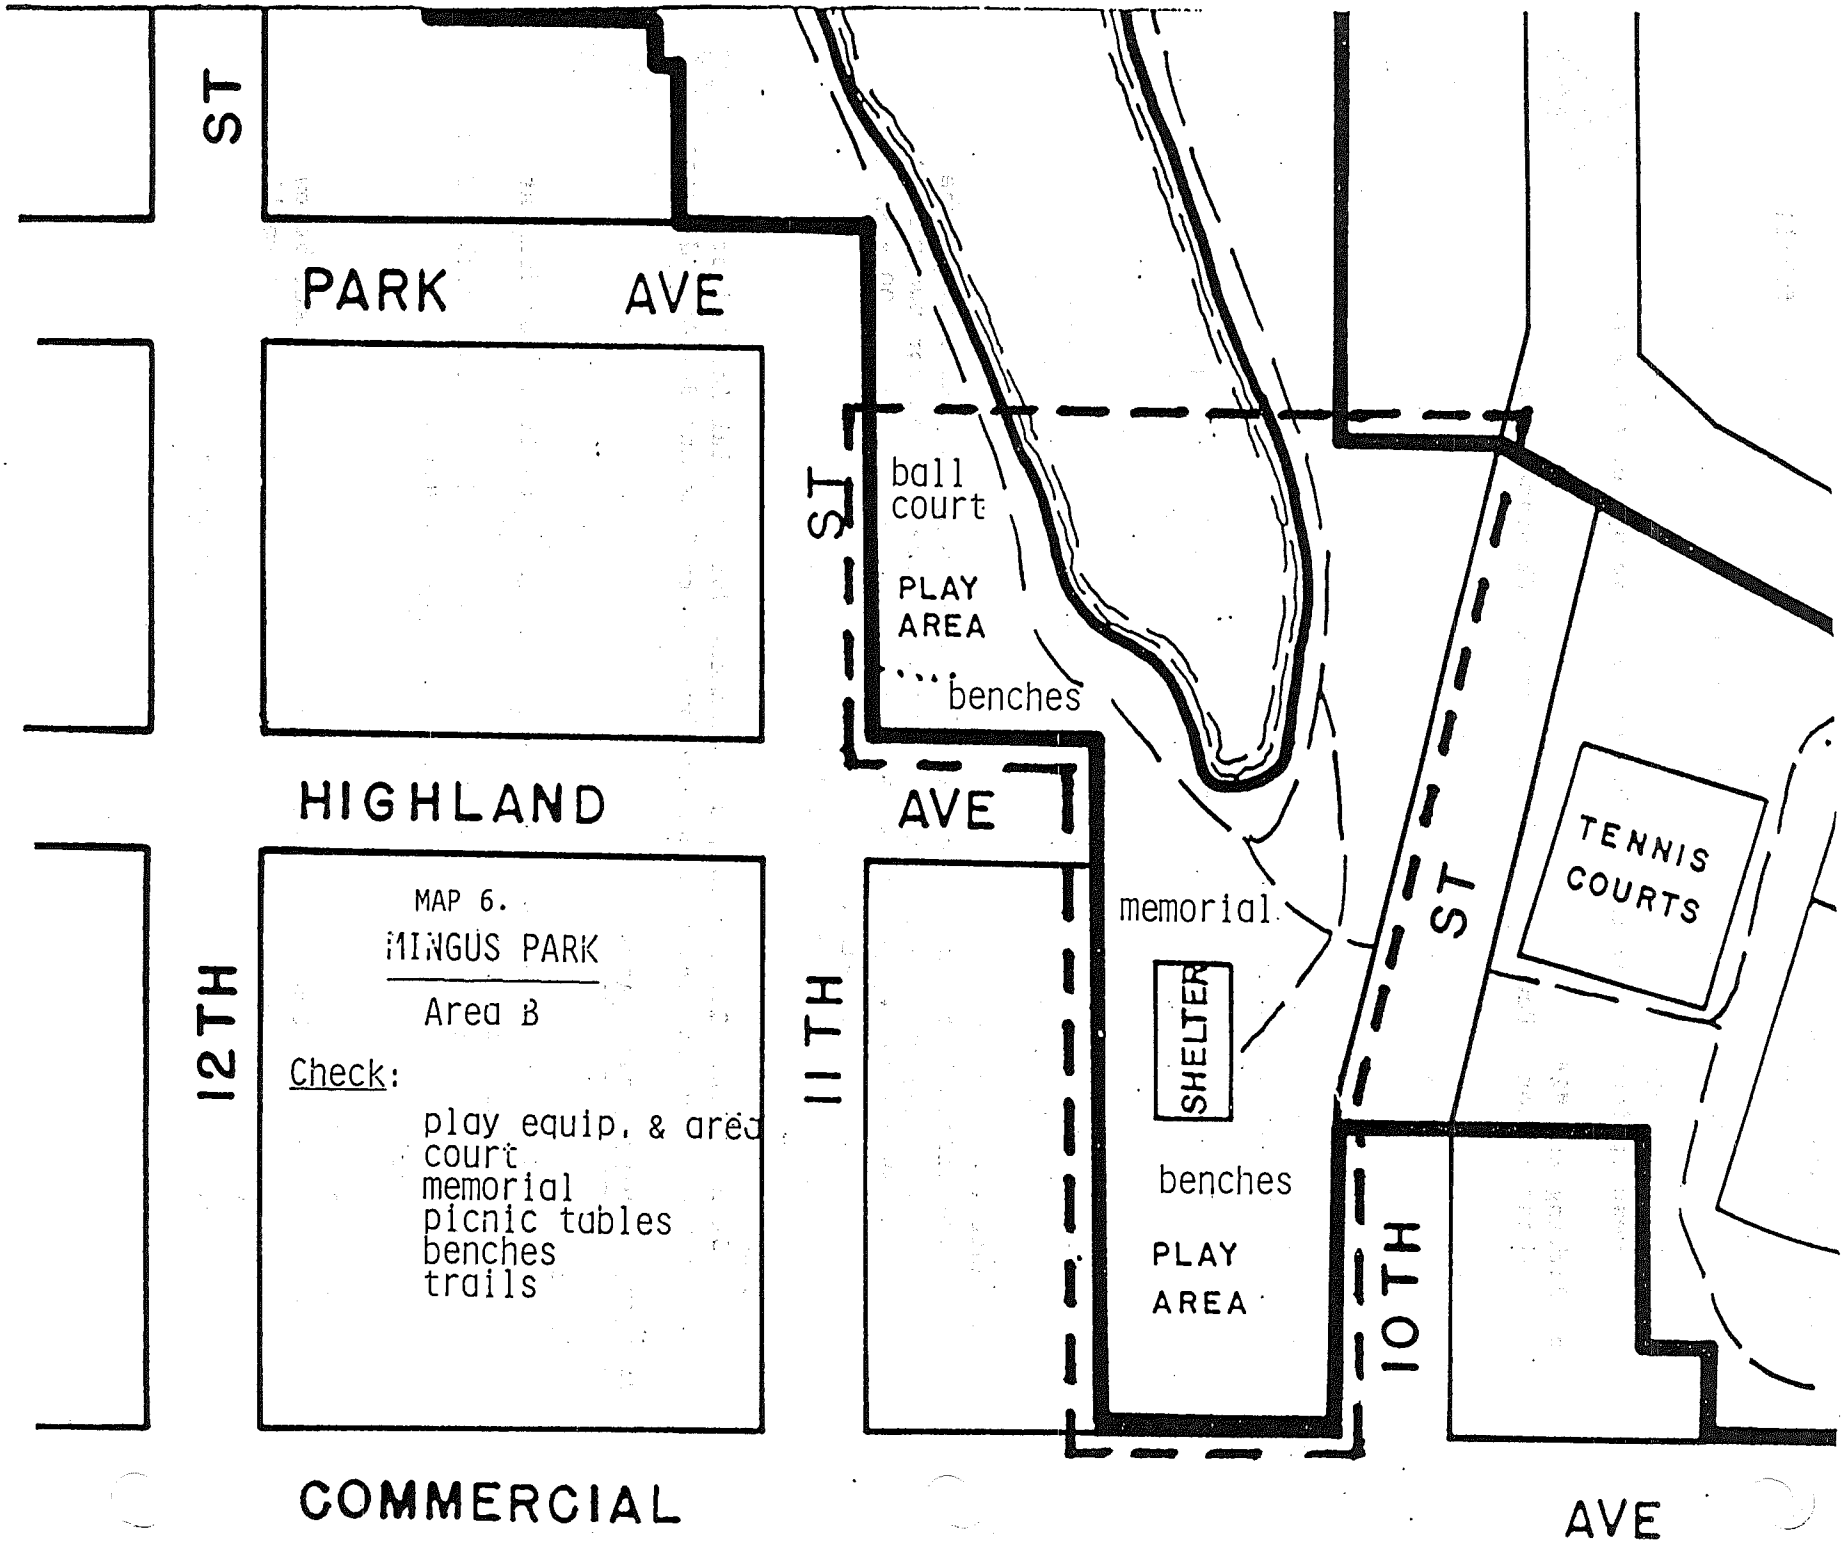 ST
PARK AVE
ST
ball
court
PLAY
AREA
benches
HIGHLAND AVE
TENNIS
COURTS
ST
memorial
SHELTER
MAP 6.
MINGUS PARK
Area B
Check:
play equip. & area
court
memorial
picnic tables
benches
trails
12TH
11TH
benches
PLAY
AREA
10TH
COMMERCIAL AVE